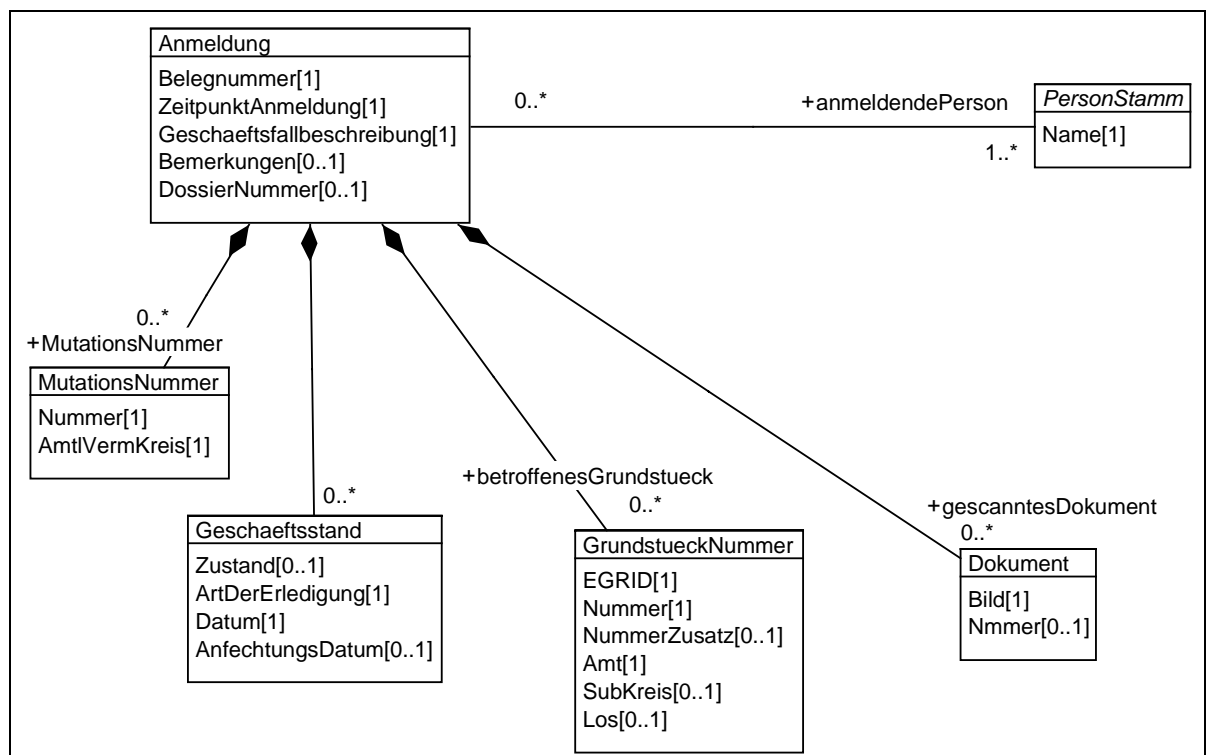 Anmeldung
Belegnummer[1]
ZeitpunktAnmeldung[1]
Geschaeftsfallbeschreibung[1]
Bemerkungen[0..1]
DossierNummer[0..1]
0..*
+anmeldendePerson
1..*
PersonStamm
Name[1]
0..*
+MutationsNummer
MutationsNummer
Nummer[1]
AmtlVermKreis[1]
0..*
Geschaeftsstand
Zustand[0..1]
ArtDerErledigung[1]
Datum[1]
AnfechtungsDatum[0..1]
+betroffenesGrundstueck
0..*
GrundstueckNummer
EGRID[1]
Nummer[1]
NummerZusatz[0..1]
Amt[1]
SubKreis[0..1]
Los[0..1]
+gescanntesDokument
0..*
Dokument
Bild[1]
Nmmer[0..1]